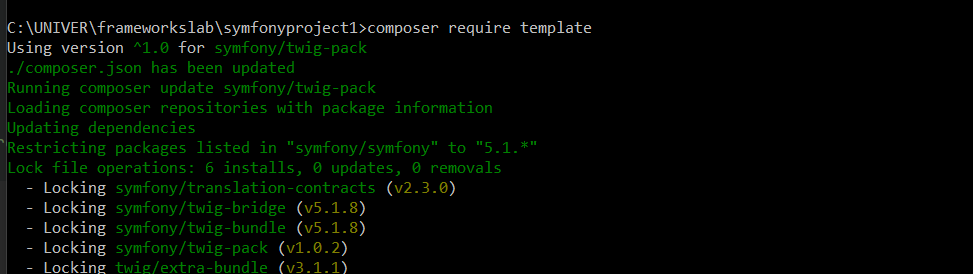 C:\UNIVER\frameworkslab\symfonyproject1>composer require template
Using version ^1.0 for symfony/twig-pack
./composer.json has been updated
Running composer update symfony/twig-pack
Loading composer repositories with package information
Updating dependencies
Restricting packages listed in "symfony/symfony" to "5.1.*"
Lock file operations: 6 installs, 0 updates, 0 removals
  - Locking symfony/translation-contracts (v2.3.0)
  - Locking symfony/twig-bridge (v5.1.8)
  - Locking symfony/twig-bundle (v5.1.8)
  - Locking symfony/twig-pack (v1.0.2)
  - Locking twig/extra-bundle (v3.1.1)